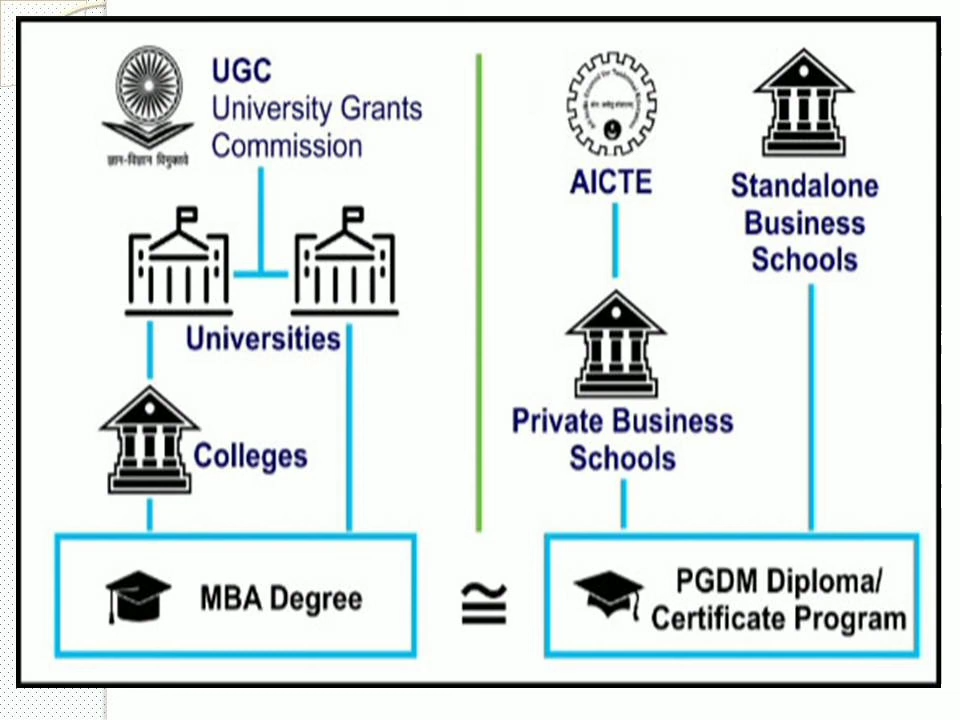 UGC
University Grants
Commission
ज्ञान-विज्ञान विमुक्तये
Universities
Colleges
MBA Degree
≅
AICTE
Private Business
Schools
Standalone
Business
Schools
PGDM Diploma/
Certificate Program